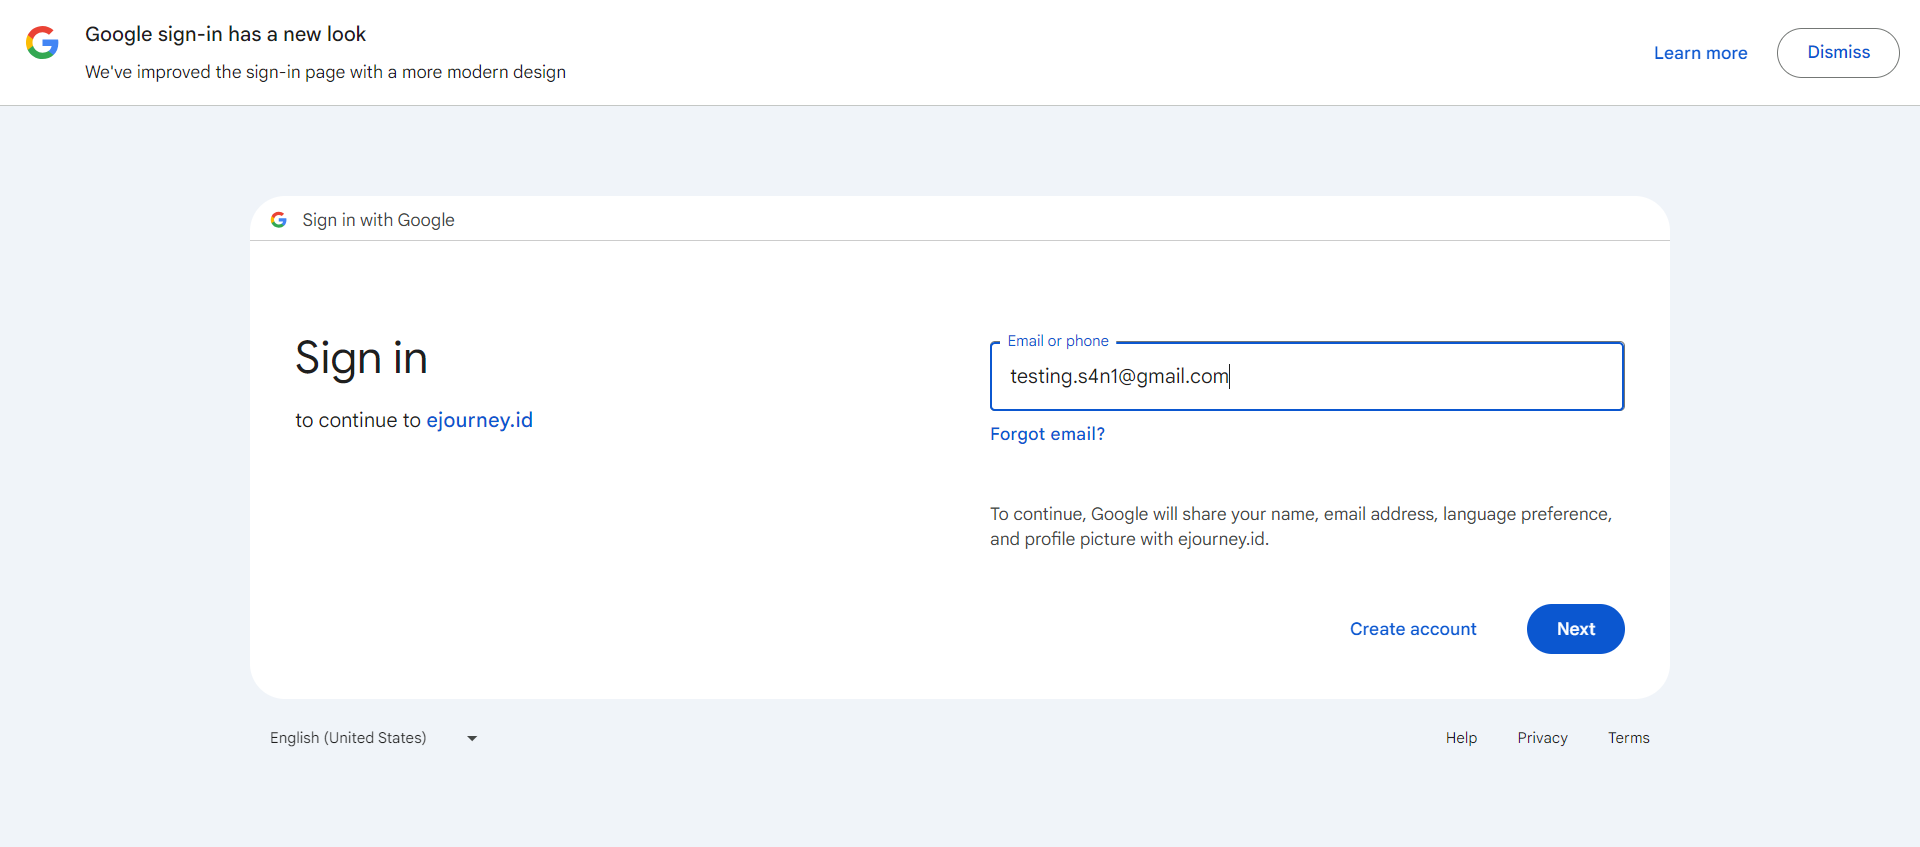 Google sign-in has a new look
We've improved the sign-in page with a more modern design
Learn more
Dismiss
Sign in with Google
Sign in
to continue to ejourney.id
Email or phone
testing.s4n1@gmail.com
Forgot email?
To continue, Google will share your name, email address, language preference,
and profile picture with ejourney.id.
Create account
Next
English (United States)
Help
Privacy
Terms